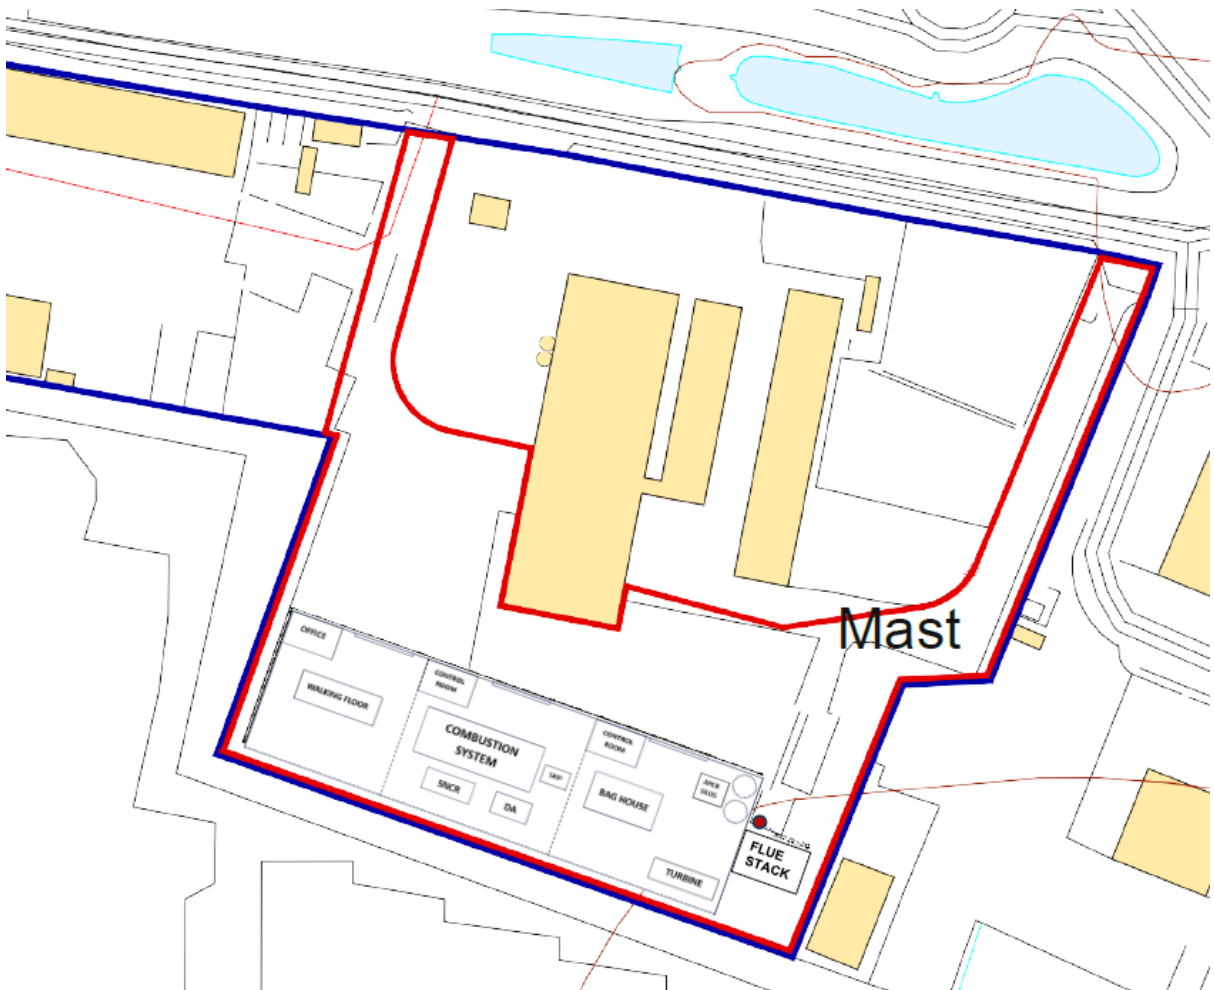 Mast
OFFICE
WALKING FLOOR
CONTROL
ROOM
COMBUSTION
SYSTEM
SKIP
SNCR
DA
CONTROL
ROOM
BAG HOUSE
APCR
SILOS
TURBINE
FLUE
STACK